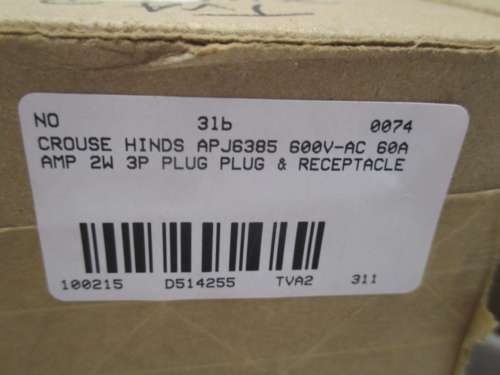 NO 31b 0074
CROUSE HINDS APJ6385 600V-AC 60A
AMP 2W 3P PLUG PLUG & RECEPTACLE
100215 D514255 TVA2 311